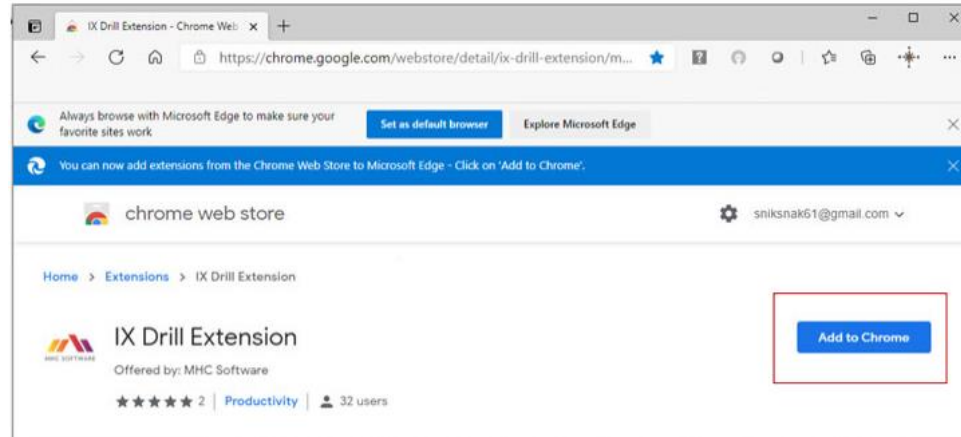 IX Drill Extension - Chrome Web
https://chrome.google.com/webstore/detail/ix-drill-extension/m...
Always browse with Microsoft Edge to make sure your
favorite sites work
Set as default browser
Explore Microsoft Edge
You can now add extensions from the Chrome Web Store to Microsoft Edge - Click on 'Add to Chrome'.
chrome web store
sniksnak61@gmail.com
Home > Extensions > IX Drill Extension
MHC SOFTWARE
IX Drill Extension
Add to Chrome
Offered by: MHC Software
★★★★★ 2 | Productivity | 32 users